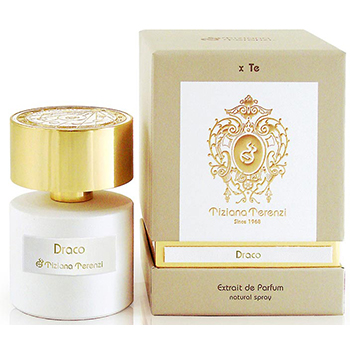 x Te
Tiziana Terenzi
Since 1968
Draco
Extrait de Parfum
natural spray
Draco
Tiziana Terenzi